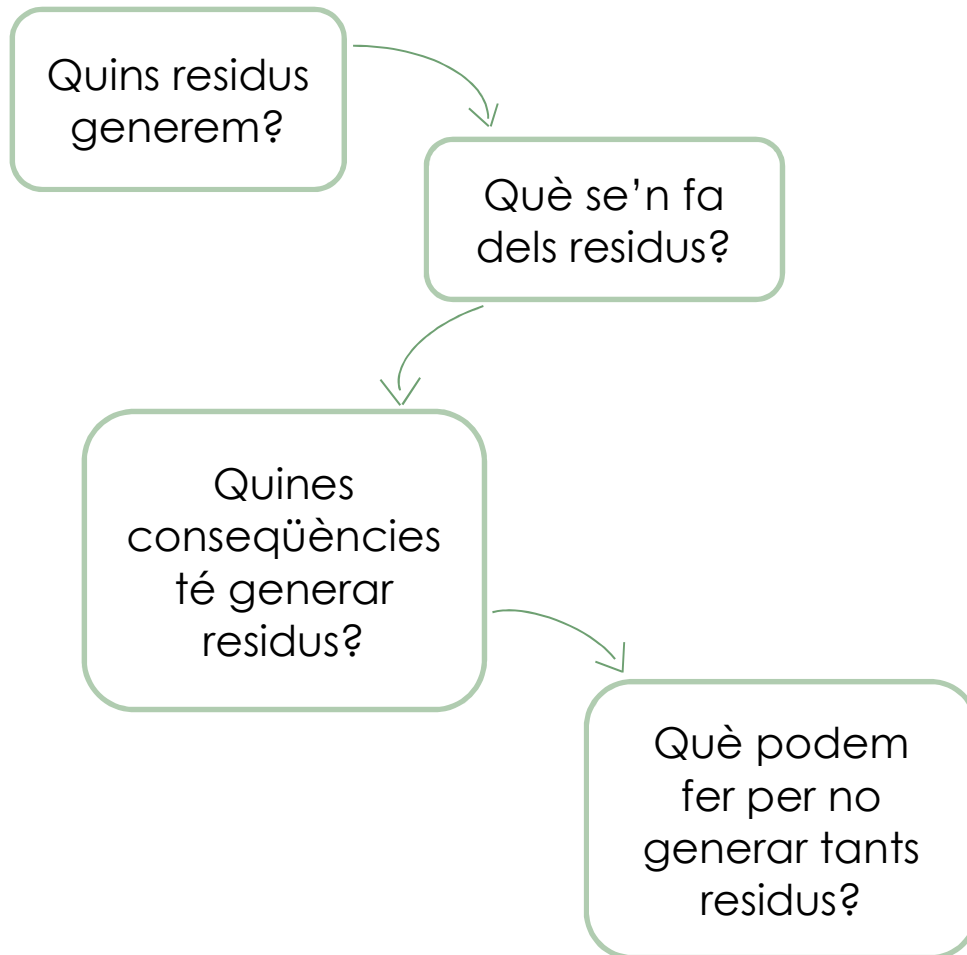 Quins residus
generem?
Què se’n fa
dels residus?
Quines
conseqüències
té generar
residus?
Què podem
fer per no
generar tants
residus?